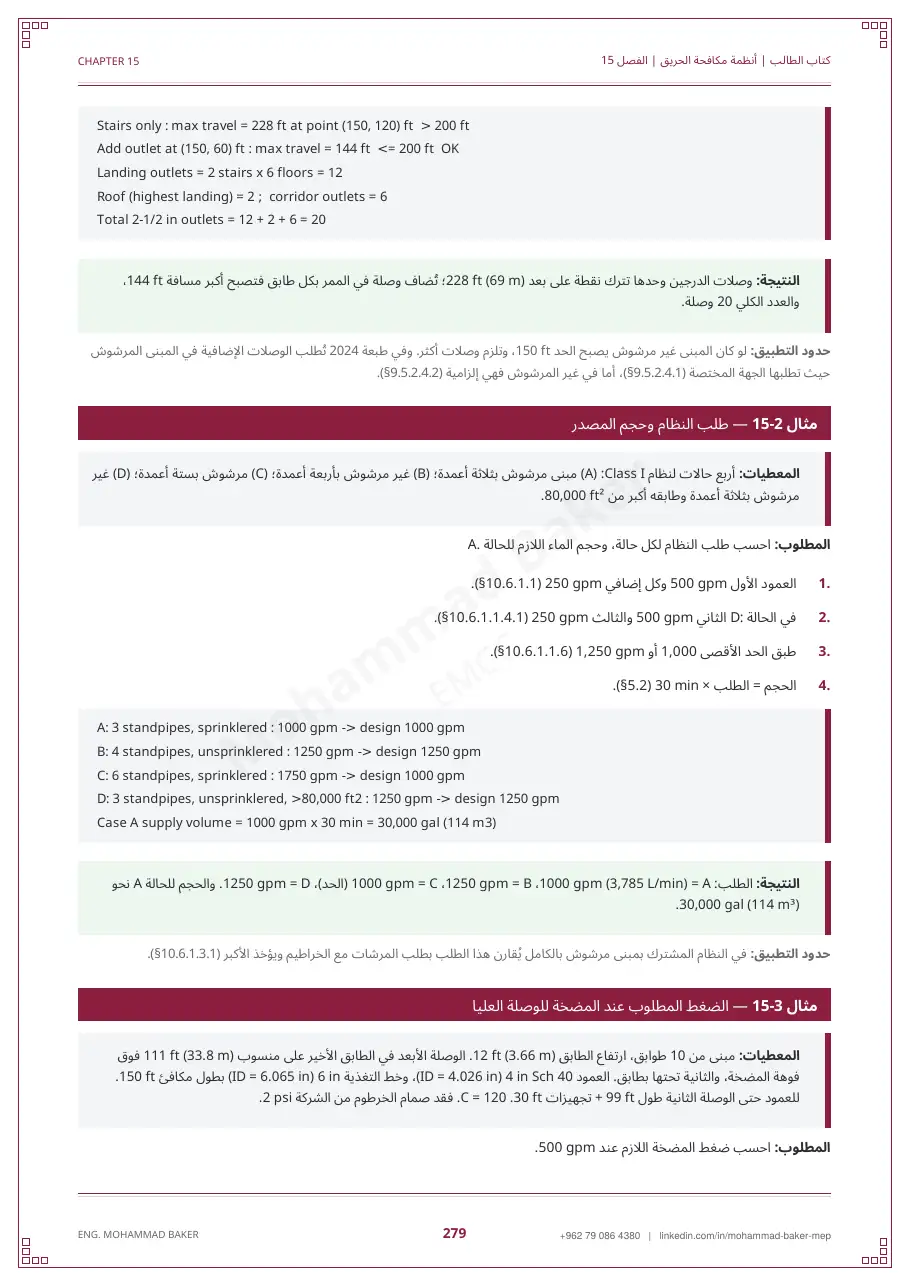 CHAPTER 15
كتاب الطالب | أنظمة مكافحة الحريق | الفصل 15
Stairs only : max travel = 228 ft at point (150, 120) ft > 200 ft
Add outlet at (150, 60) ft : max travel = 144 ft <= 200 ft OK
Landing outlets = 2 stairs x 6 floors = 12
Roof (highest landing) = 2 ; corridor outlets = 6
Total 2-1/2 in outlets = 12 + 2 + 6 = 20
النتيجة: وصلات الدرجين وحدها تترك نقطة على بعد 228 ft (69 m)؛ تُضاف وصلة في الممر بكل طابق فتصبح أكبر مسافة 144 ft،
والعدد الكلي 20 وصلة.
حدود التطبيق: لو كان المبنى غير مرشوش يصبح الحد 150 ft، وتلزم وصلات أكثر. وفي طبعة 2024 تُطلب الوصلات الإضافية في المبنى المرشوش
حيث تطلبها الجهة المختصة (§9.5.2.4.1)، أما في غير المرشوش فهي إلزامية (§9.5.2.4.2).
مثال 2-15 — طلب النظام وحجم المصدر
المعطيات: أربع حالات لنظام Class I: (A) مبنى مرشوش بثلاثة أعمدة؛ (B) غير مرشوش بأربعة أعمدة؛ (C) مرشوش بستة أعمدة؛ (D) غير
مرشوش بثلاثة أعمدة وطابقه أكبر من 80,000 ft².
المطلوب: احسب طلب النظام لكل حالة، وحجم الماء اللازم للحالة A.
1. العمود الأول 500 gpm وكل إضافي 250 gpm (§10.6.1.1).
2. في الحالة D: الثاني 500 gpm والثالث 250 gpm (§10.6.1.1.4.1).
3. طبق الحد الأقصى 1,000 أو 1,250 gpm (§10.6.1.1.6).
4. الحجم = الطلب × 30 min (§5.2).
A: 3 standpipes, sprinklered : 1000 gpm -> design 1000 gpm
B: 4 standpipes, unsprinklered : 1250 gpm -> design 1250 gpm
C: 6 standpipes, sprinklered : 1750 gpm -> design 1000 gpm
D: 3 standpipes, unsprinklered, >80,000 ft2 : 1250 gpm -> design 1250 gpm
Case A supply volume = 1000 gpm x 30 min = 30,000 gal (114 m3)
النتيجة: الطلب: A = 1000 gpm (3,785 L/min)، B = 1250 gpm، C = 1000 gpm (الحد)، D = 1250 gpm. والحجم للحالة A نحو
30,000 gal (114 m³).
حدود التطبيق: في النظام المشترك بمبنى مرشوش بالكامل يُقارن هذا الطلب بطلب المرشات مع الخراطيم ويؤخذ الأكبر (§10.6.1.3.1).
مثال 3-15 — الضغط المطلوب عند المضخة للوصلة العليا
المعطيات: مبنى من 10 طوابق، ارتفاع الطابق 12 ft (3.66 m). الوصلة الأبعد في الطابق الأخير على منسوب 111 ft (33.8 m) فوق
فوهة المضخة، والثانية تحتها بطابق. العمود 4 in Sch 40 (ID = 4.026 in)، وخط التغذية 6 in (ID = 6.065 in) بطول مكافئ 150 ft.
للعمود حتى الوصلة الثانية طول 99 ft + تجهيزات 30 ft. C = 120. فقد صمام الخرطوم من الشركة 2 psi.
المطلوب: احسب ضغط المضخة اللازم عند 500 gpm.
ENG. MOHAMMAD BAKER
279
+962 79 086 4380 | linkedin.com/in/mohammad-baker-mep
Mohammad Baker
EMCC